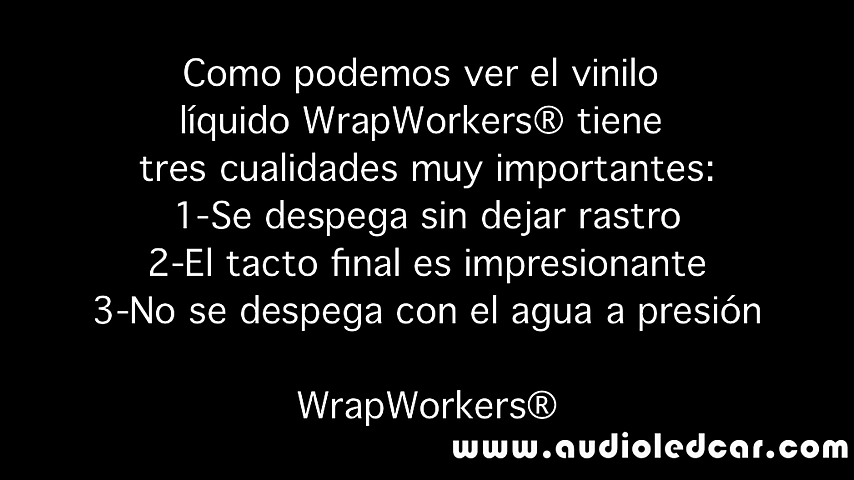 Como podemos ver el vinilo
líquido WrapWorkers® tiene
tres cualidades muy importantes:
1-Se despega sin dejar rastro
2-El tacto final es impresionante
3-No se despega con el agua a presión
WrapWorkers®
www.audioledcar.com